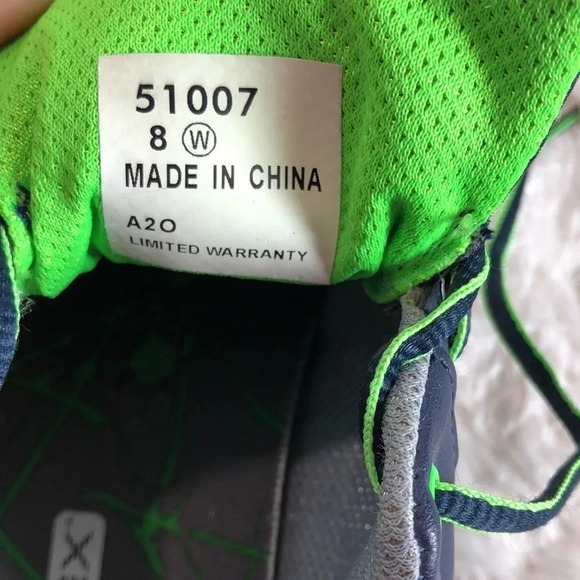 51007
8 W
MADE IN CHINA
A2O
LIMITED WARRANTY